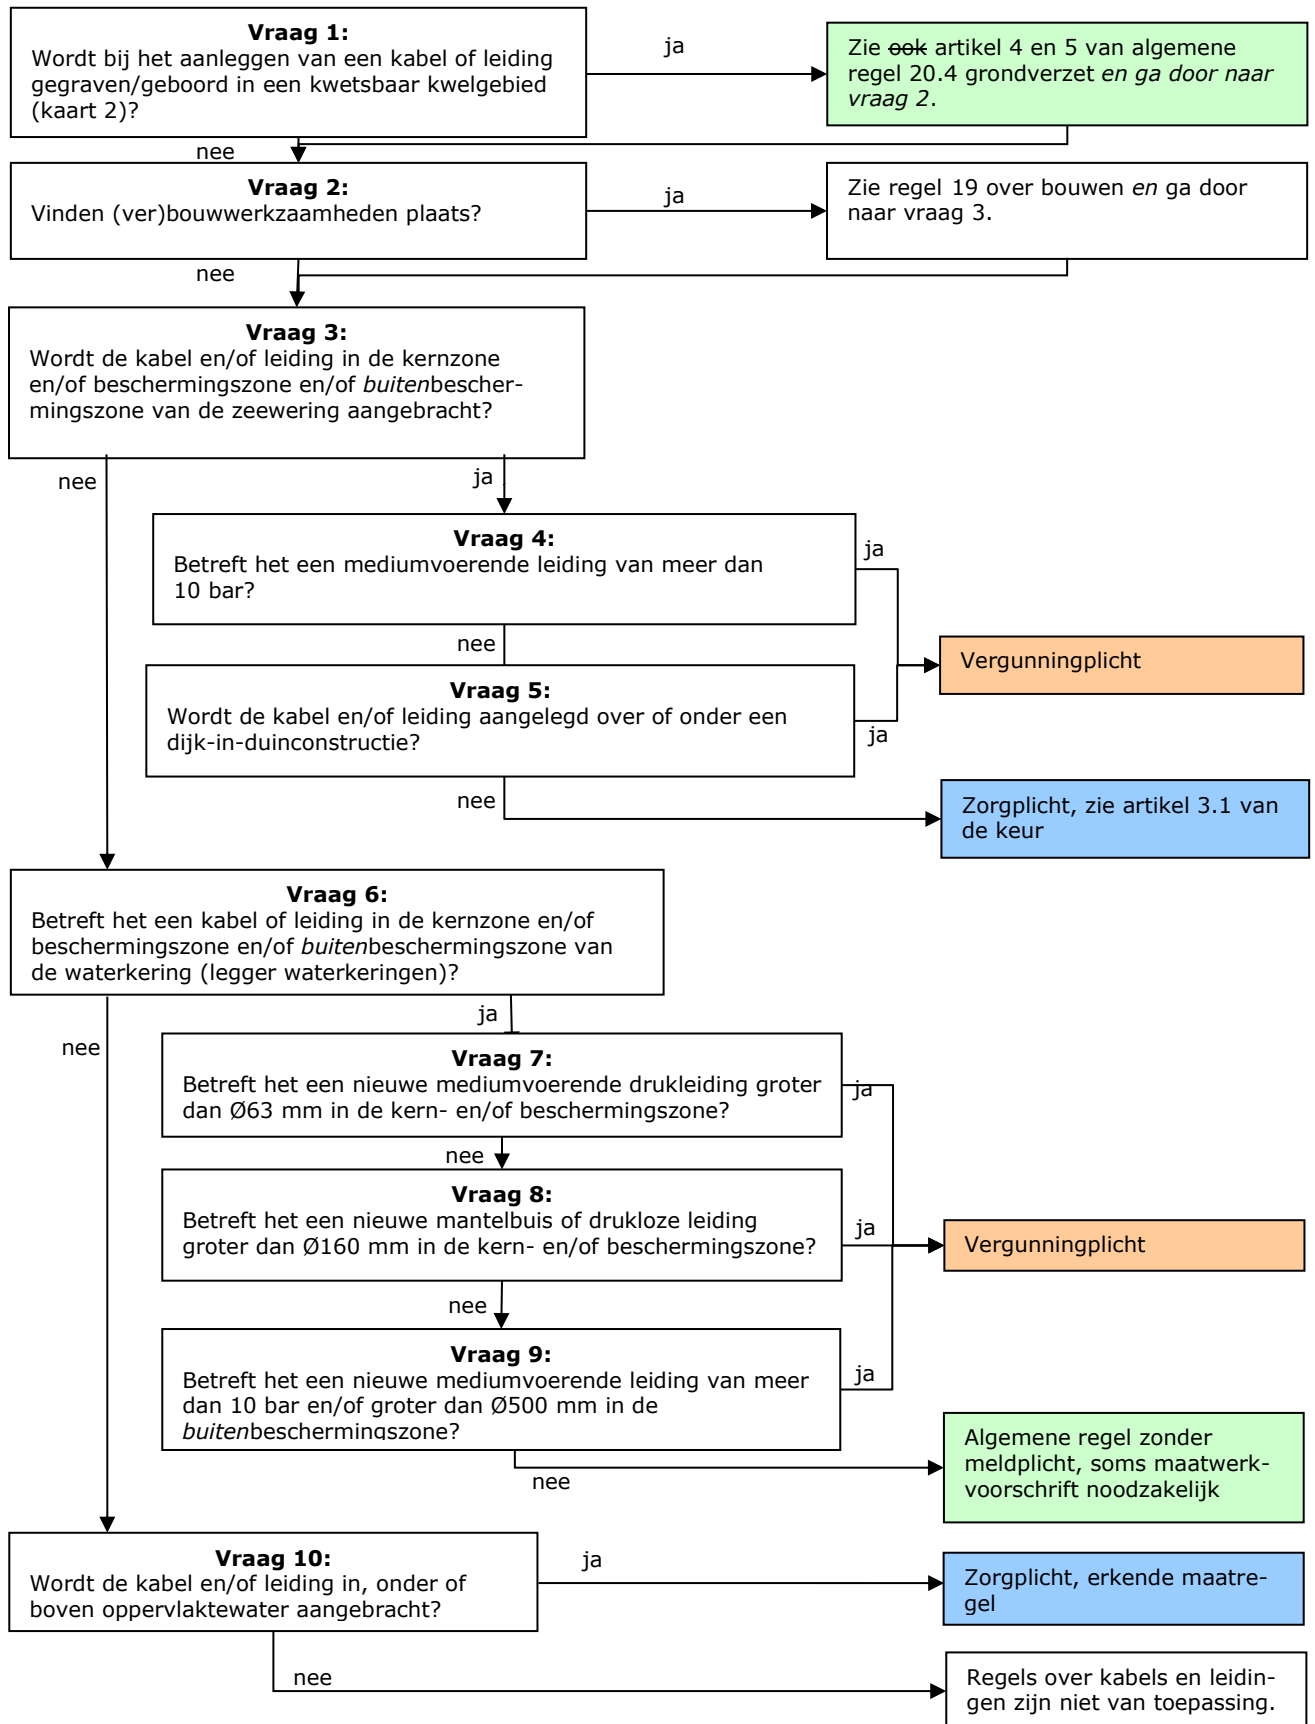 Vraag 1:
Wordt bij het aanleggen van een kabel of leiding
gegraven/geboord in een kwetsbaar kwelgebied
(kaart 2)?
ja
Zie ook artikel 4 en 5 van algemene
regel 20.4 grondverzet en ga door naar
vraag 2.
nee
Vraag 2:
Vinden (ver)bouwwerkzaamheden plaats?
ja
Zie regel 19 over bouwen en ga door
naar vraag 3.
nee
Vraag 3:
Wordt de kabel en/of leiding in de kernzone
en/of beschermingszone en/of buitenbescher-
mingszone van de zeewering aangebracht?
nee
ja
Vraag 4:
Betreft het een mediumvoerende leiding van meer dan
10 bar?
ja
nee
Vergunningplicht
Vraag 5:
Wordt de kabel en/of leiding aangelegd over of onder een
dijk-in-duinconstructie?
ja
nee
Zorgplicht, zie artikel 3.1 van
de keur
Vraag 6:
Betreft het een kabel of leiding in de kernzone en/of
beschermingszone en/of buitenbeschermingszone van
de waterkering (legger waterkeringen)?
ja
nee
Vraag 7:
Betreft het een nieuwe mediumvoerende drukleiding groter
dan Ø63 mm in de kern- en/of beschermingszone?
ja
nee
Vraag 8:
Betreft het een nieuwe mantelbuis of drukloze leiding
groter dan Ø160 mm in de kern- en/of beschermingszone?
ja
Vergunningplicht
nee
Vraag 9:
Betreft het een nieuwe mediumvoerende leiding van meer
dan 10 bar en/of groter dan Ø500 mm in de
buitenbeschermingszone?
ja
nee
Algemene regel zonder
meldplicht, soms maatwerk-
voorschrift noodzakelijk
Vraag 10:
Wordt de kabel en/of leiding in, onder of
boven oppervlaktewater aangebracht?
ja
Zorgplicht, erkende maatre-
gel
nee
Regels over kabels en leidin-
gen zijn niet van toepassing.